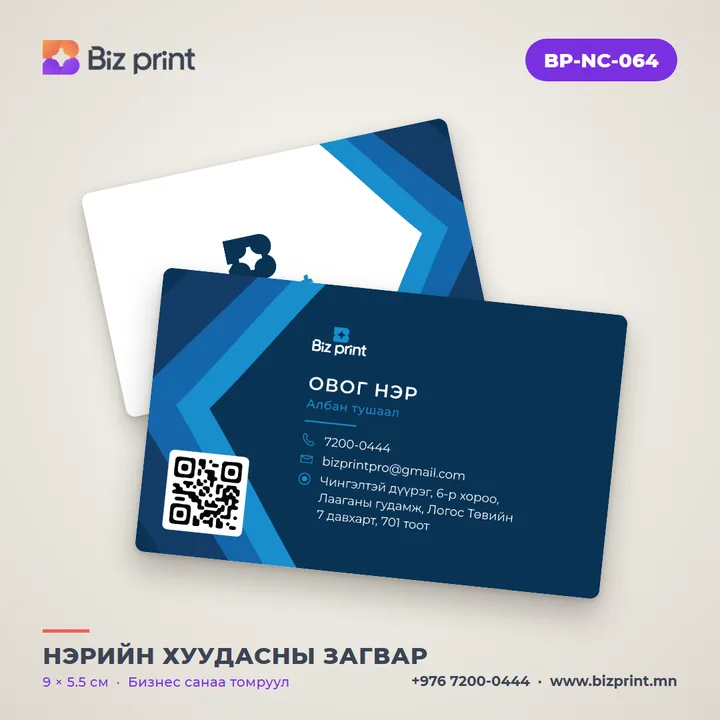 Biz print
BP-NC-064
Biz print
ОВОГ НЭР
Албан тушаал
7200-0444
bizprintpro@gmail.com
Чингэлтэй дүүрэг, 6-р хороо,
Лааганы гудамж, Логос Төвийн
7 давхарт, 701 тоот
НЭРИЙН ХУУДАСНЫ ЗАГВАР
9 × 5.5 см · Бизнес санаа томруул
+976 7200-0444 · www.bizprint.mn